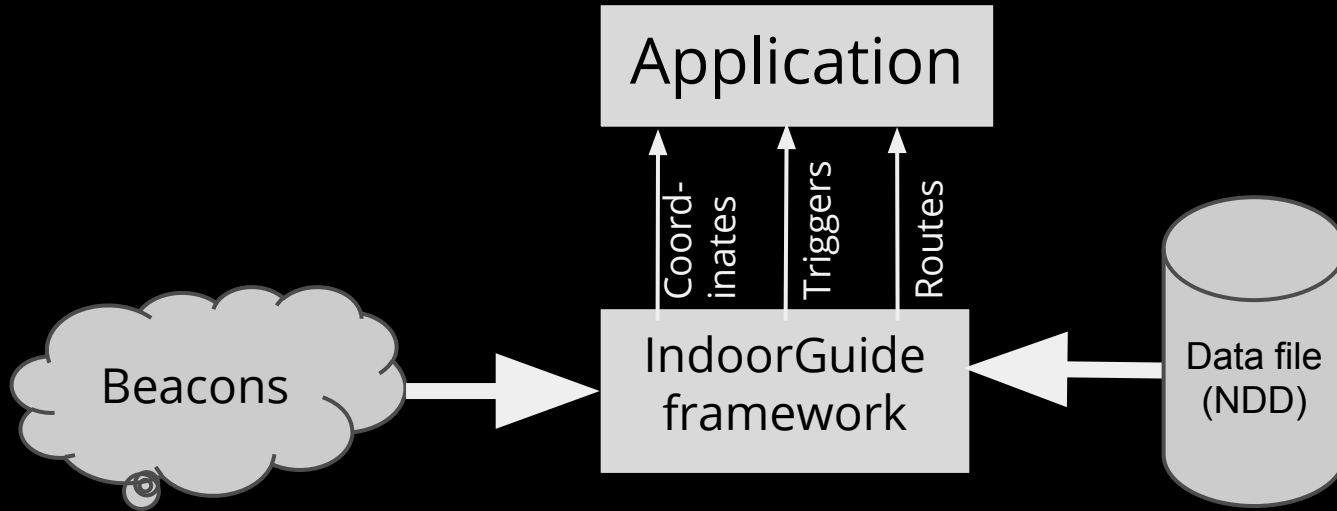 Application
Coord-
inates
Triggers
Routes
Beacons
IndoorGuide
framework
Data file
(NDD)